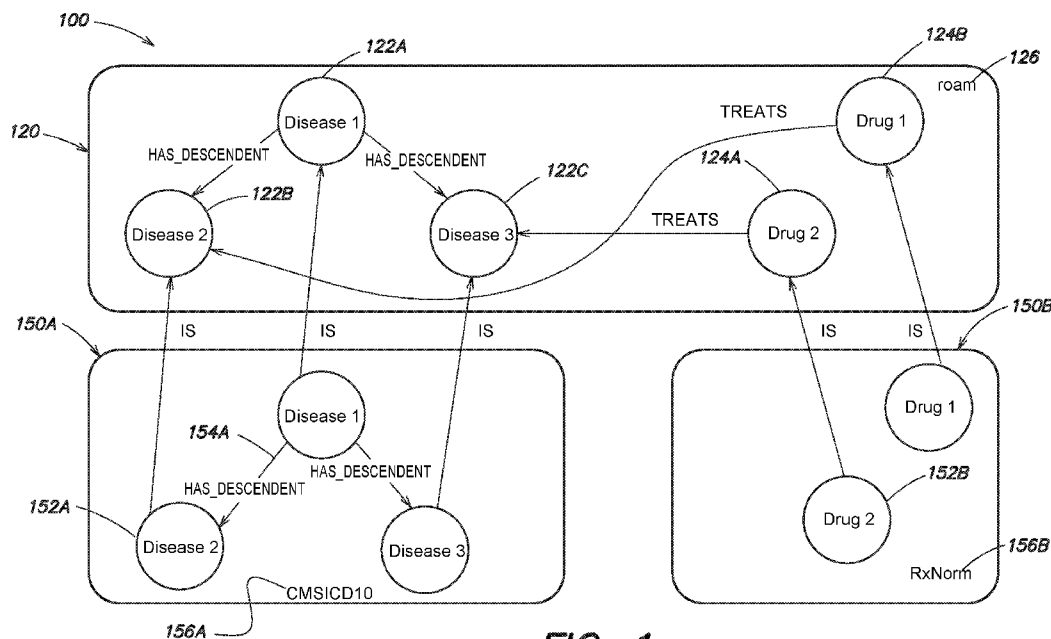 100
122A
124B
126
roam
Disease 1
Drug 1
TREATS
120
HAS_DESCENDENT
HAS_DESCENDENT
124A
122C
122B
Disease 2
Disease 3
TREATS
Drug 2
150A
IS
IS
IS
IS
IS
150B
Disease 1
Drug 1
154A
HAS_DESCENDENT
HAS_DESCENDENT
152A
152B
Disease 2
Disease 3
Drug 2
156B
RxNorm
CMSICD10
156A
FIG. 1